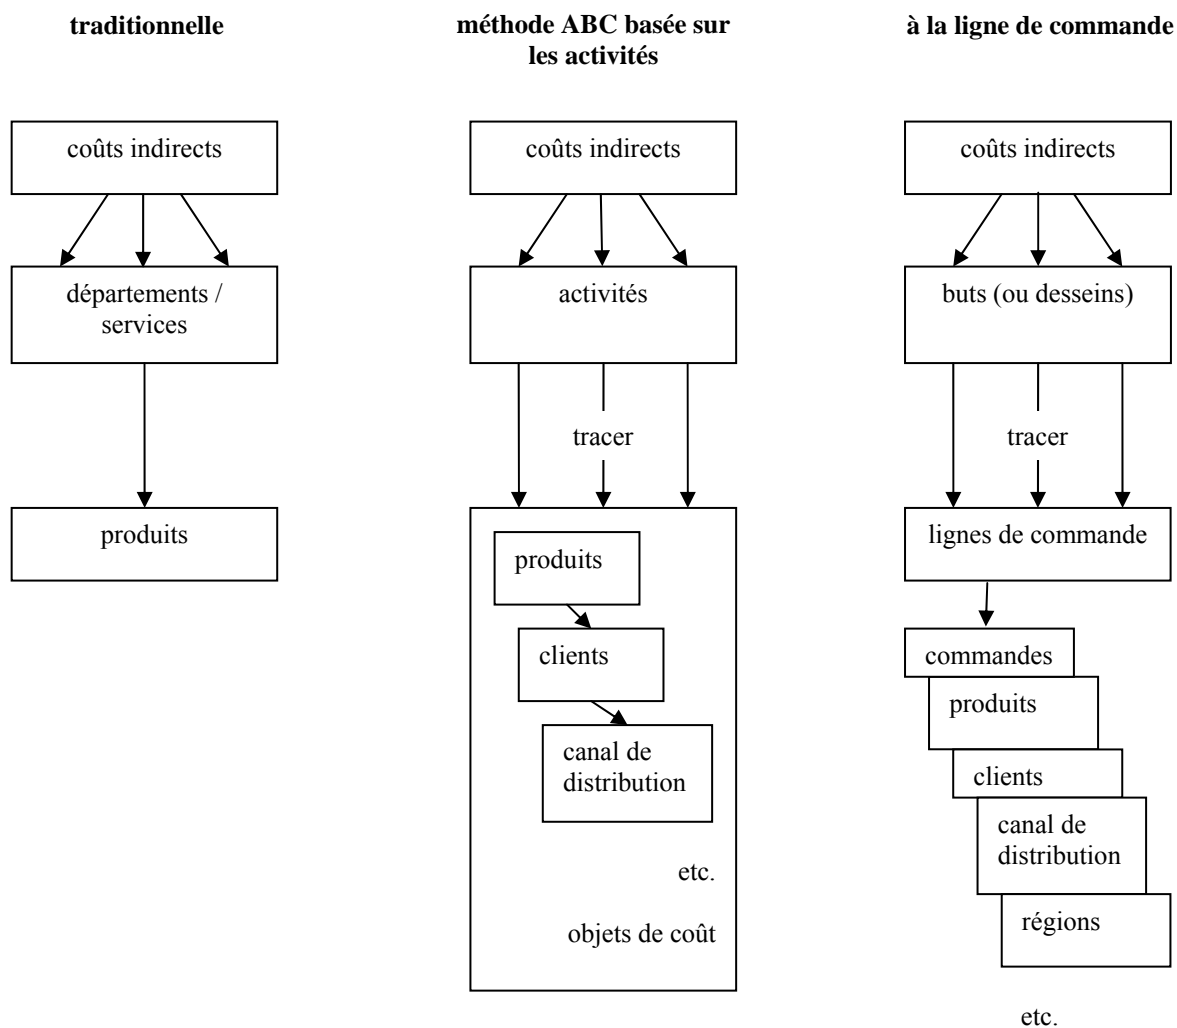 traditionnelle
coûts indirects
départements /
services
produits
méthode ABC basée sur
les activités
coûts indirects
activités
tracer
produits
clients
canal de
distribution
etc.
objets de coût
à la ligne de commande
coûts indirects
buts (ou desseins)
tracer
lignes de commande
commandes
produits
clients
canal de
distribution
régions
etc.